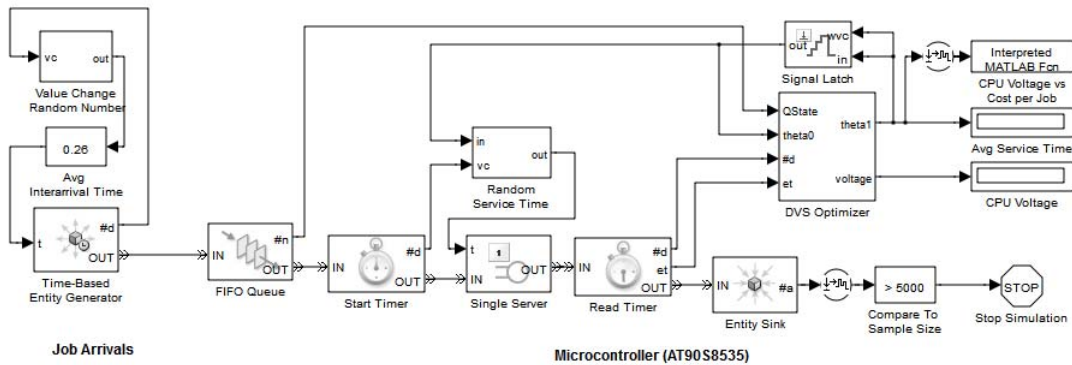 vc
out
Value Change
Random Number
0.26
Avg
Interarrival Time
t
#d
OUT
Time-Based
Entity Generator
IN
#n
OUT
FIFO Queue
IN
#d
OUT
Start Timer
in
vc
out
Random
Service Time
t
IN
OUT
Single Server
IN
#d
et
OUT
Read Timer
out
wvc
in
Signal Latch
QState
theta0
#d
et
theta1
voltage
DVS Optimizer
Interpreted
MATLAB Fcn
CPU Voltage vs
Cost per Job
Avg Service Time
CPU Voltage
IN
#a
Entity Sink
> 5000
Compare To
Sample Size
STOP
Stop Simulation
Job Arrivals
Microcontroller (AT90S8535)